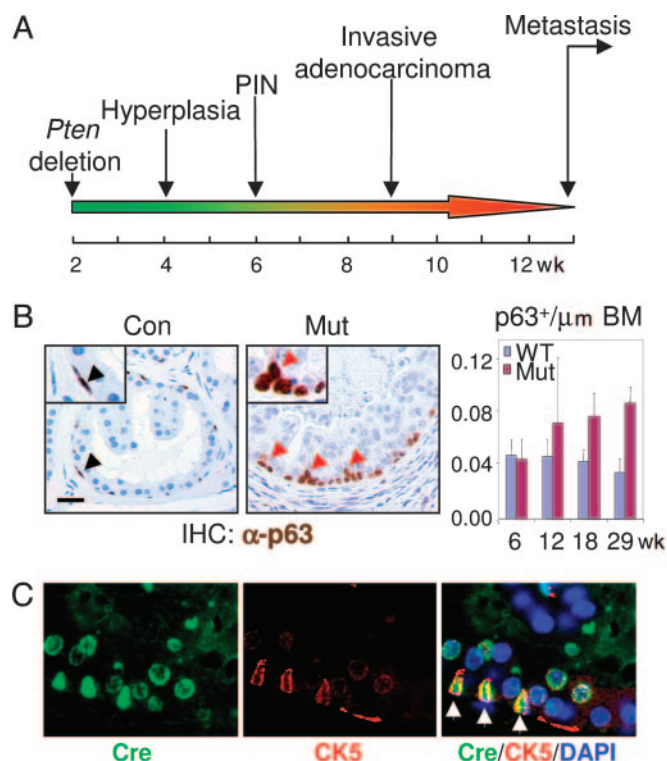 A
Pten
deletion
Hyperplasia
PIN
Invasive
adenocarcinoma
Metastasis
2 4 6 8 10 12 wk
B
Con Mut
IHC: α-p63
p63+/μm BM
WT
Mut
0.12
0.08
0.04
0.00
6 12 18 29 wk
C
Cre CK5 Cre/CK5/DAPI